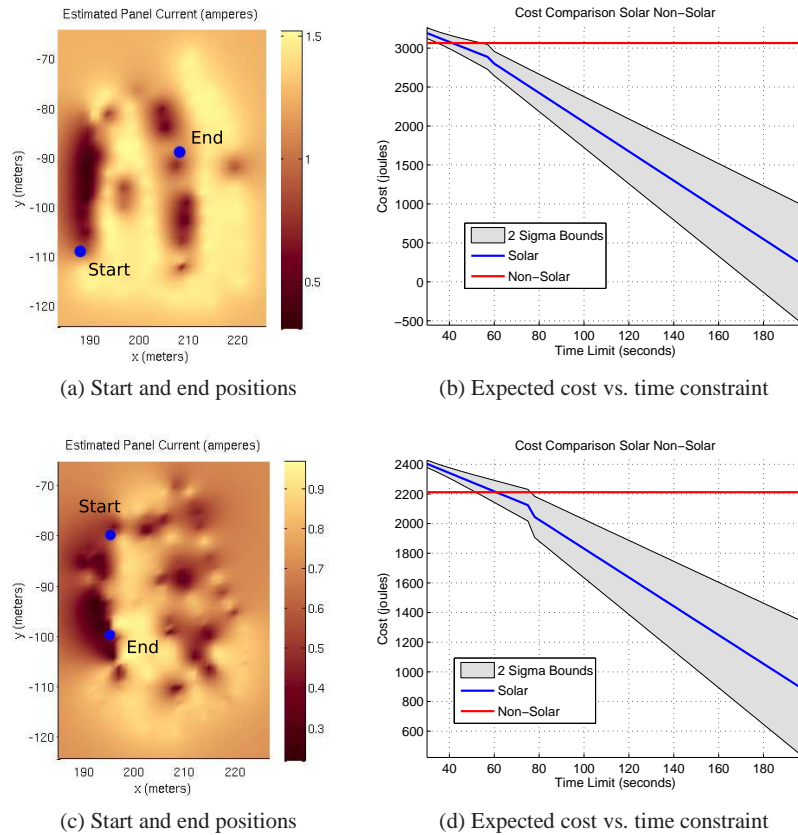 Estimated Panel Current (amperes)
y (meters)
-70
-80
-90
-100
-110
-120
190 200 210 220
x (meters)
Start
End
1.5
1
0.5
(a) Start and end positions
Cost Comparison Solar Non−Solar
Cost (joules)
3000
2500
2000
1500
1000
500
0
−500
40 60 80 100 120 140 160 180
Time Limit (seconds)
2 Sigma Bounds
Solar
Non−Solar
(b) Expected cost vs. time constraint
Estimated Panel Current (amperes)
y (meters)
-70
-80
-90
-100
-110
-120
190 200 210 220
x (meters)
Start
End
0.9
0.8
0.7
0.6
0.5
0.4
0.3
(c) Start and end positions
Cost Comparison Solar Non−Solar
Cost (joules)
2400
2200
2000
1800
1600
1400
1200
1000
800
600
40 60 80 100 120 140 160 180
Time Limit (seconds)
2 Sigma Bounds
Solar
Non−Solar
(d) Expected cost vs. time constraint